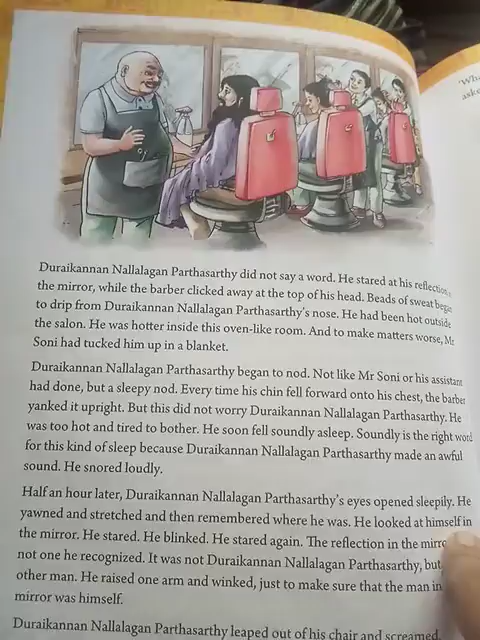 Duraikannan Nallalagan Parthasarthy did not say a word. He stared at his reflection
the mirror, while the barber clicked away at the top of his head. Beads of sweat began
to drip from Duraikannan Nallalagan Parthasarthy's nose. He had been hot outside
the salon. He was hotter inside this oven-like room. And to make matters worse, Mr
Soni had tucked him up in a blanket.
Duraikannan Nallalagan Parthasarthy began to nod. Not like Mr Soni or his assistant
had done, but a sleepy nod. Every time his chin fell forward onto his chest, the barber
yanked it upright. But this did not worry Duraikannan Nallalagan Parthasarthy. He
was too hot and tired to bother. He soon fell soundly asleep. Soundly is the right word
for this kind of sleep because Duraikannan Nallalagan Parthasarthy made an awful
sound. He snored loudly.
Half an hour later, Duraikannan Nallalagan Parthasarthy's eyes opened sleepily. He
yawned and stretched and then remembered where he was. He looked at himself in
the mirror. He stared. He blinked. He stared again. The reflection in the mirro
not one he recognized. It was not Duraikannan Nallalagan Parthasarthy, but
other man. He raised one arm and winked, just to make sure that the man in
mirror was himself.
Duraikannan Nallalagan Parthasarthy leaped out of his chair and screamed.
'Wh
aske